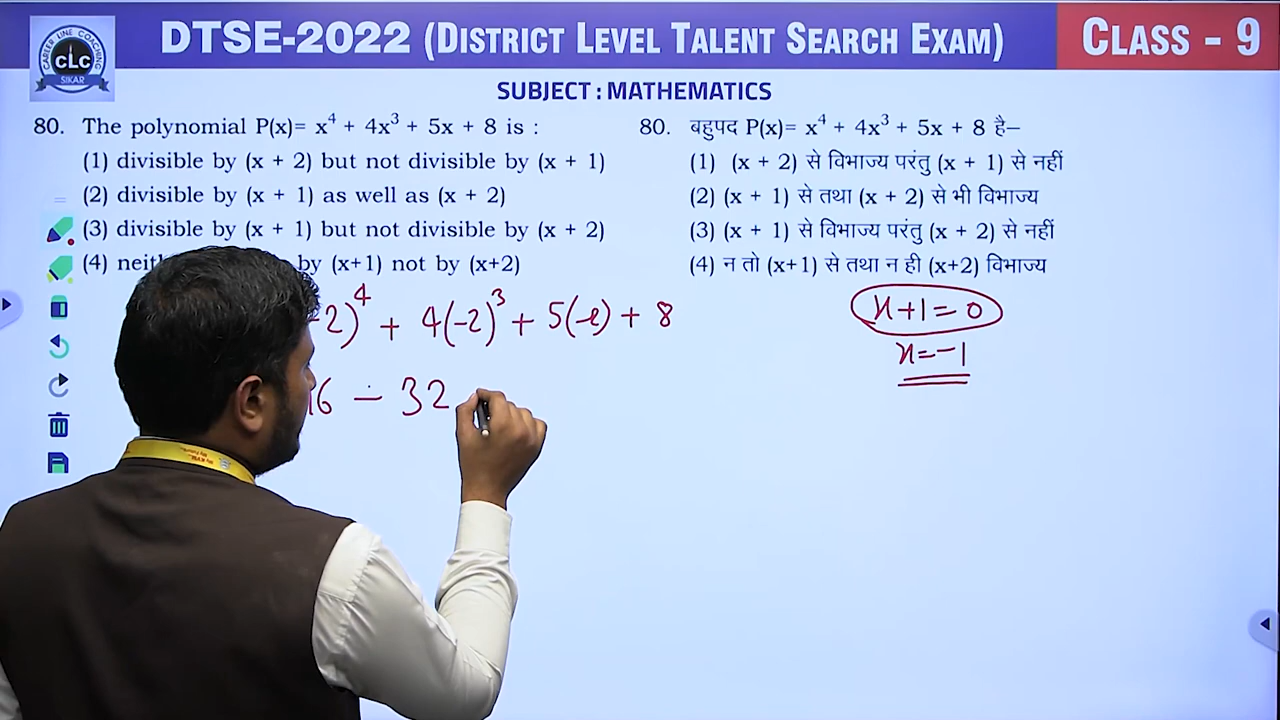 CAREER LINE COACHING
CLC
SIKAR
DTSE-2022 (DISTRICT LEVEL TALENT SEARCH EXAM)
CLASS - 9
SUBJECT : MATHEMATICS
80. The polynomial P(x)= x⁴ + 4x³ + 5x + 8 is :
(1) divisible by (x + 2) but not divisible by (x + 1)
(2) divisible by (x + 1) as well as (x + 2)
(3) divisible by (x + 1) but not divisible by (x + 2)
(4) by (x+1) not by (x+2)
80. बहुपद P(x)= x⁴ + 4x³ + 5x + 8 है–
(1) (x + 2) से विभाज्य परंतु (x + 1) से नहीं
(2) (x + 1) से तथा (x + 2) से भी विभाज्य
(3) (x + 1) से विभाज्य परंतु (x + 2) से नहीं
(4) न तो (x+1) से तथा न ही (x+2) विभाज्य
-2)⁴ + 4(-2)³ + 5(-2) + 8
16 - 32
x+1=0
x=-1